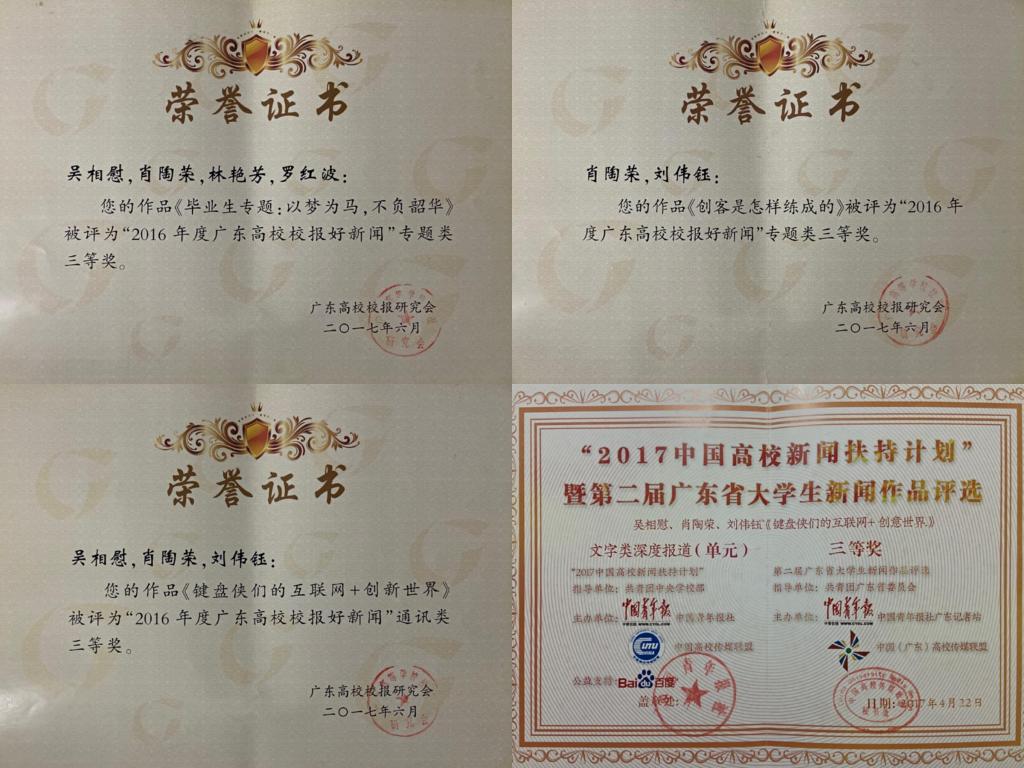 荣誉证书
吴相慰,肖陶荣,林艳芳,罗红波:
您的作品《毕业生专题:以梦为马,不负韶华》
被评为“2016 年度广东高校校报好新闻”专题类
三等奖。
广东高校校报研究会
二〇一七年六月
荣誉证书
肖陶荣,刘伟钰:
您的作品《创客是怎样练成的》被评为“2016 年
度广东高校校报好新闻”专题类三等奖。
广东高校校报研究会
二〇一七年六月
荣誉证书
吴相慰,肖陶荣,刘伟钰:
您的作品《键盘侠们的互联网+创新世界》
被评为“2016 年度广东高校校报好新闻”通讯类
三等奖。
广东高校校报研究会
二〇一七年六月
“2017中国高校新闻扶持计划”
暨第二届广东省大学生新闻作品评选
吴相慰、肖陶荣、刘伟钰《键盘侠们的互联网+ 创意世界》
文字类深度报道(单元) 三等奖
“2017中国高校新闻扶持计划” 第二届广东省大学生新闻作品评选
指导单位:共青团中央学校部 指导单位:共青团广东省委员会
主办单位:中国青年报 中国青年报社 主办单位:中国青年报 中国青年报社广东记者站
中国高校传媒联盟 中国(广东)高校传媒联盟
公益支持:Bai du 百度
盖章处: 日期:2017年4月22日